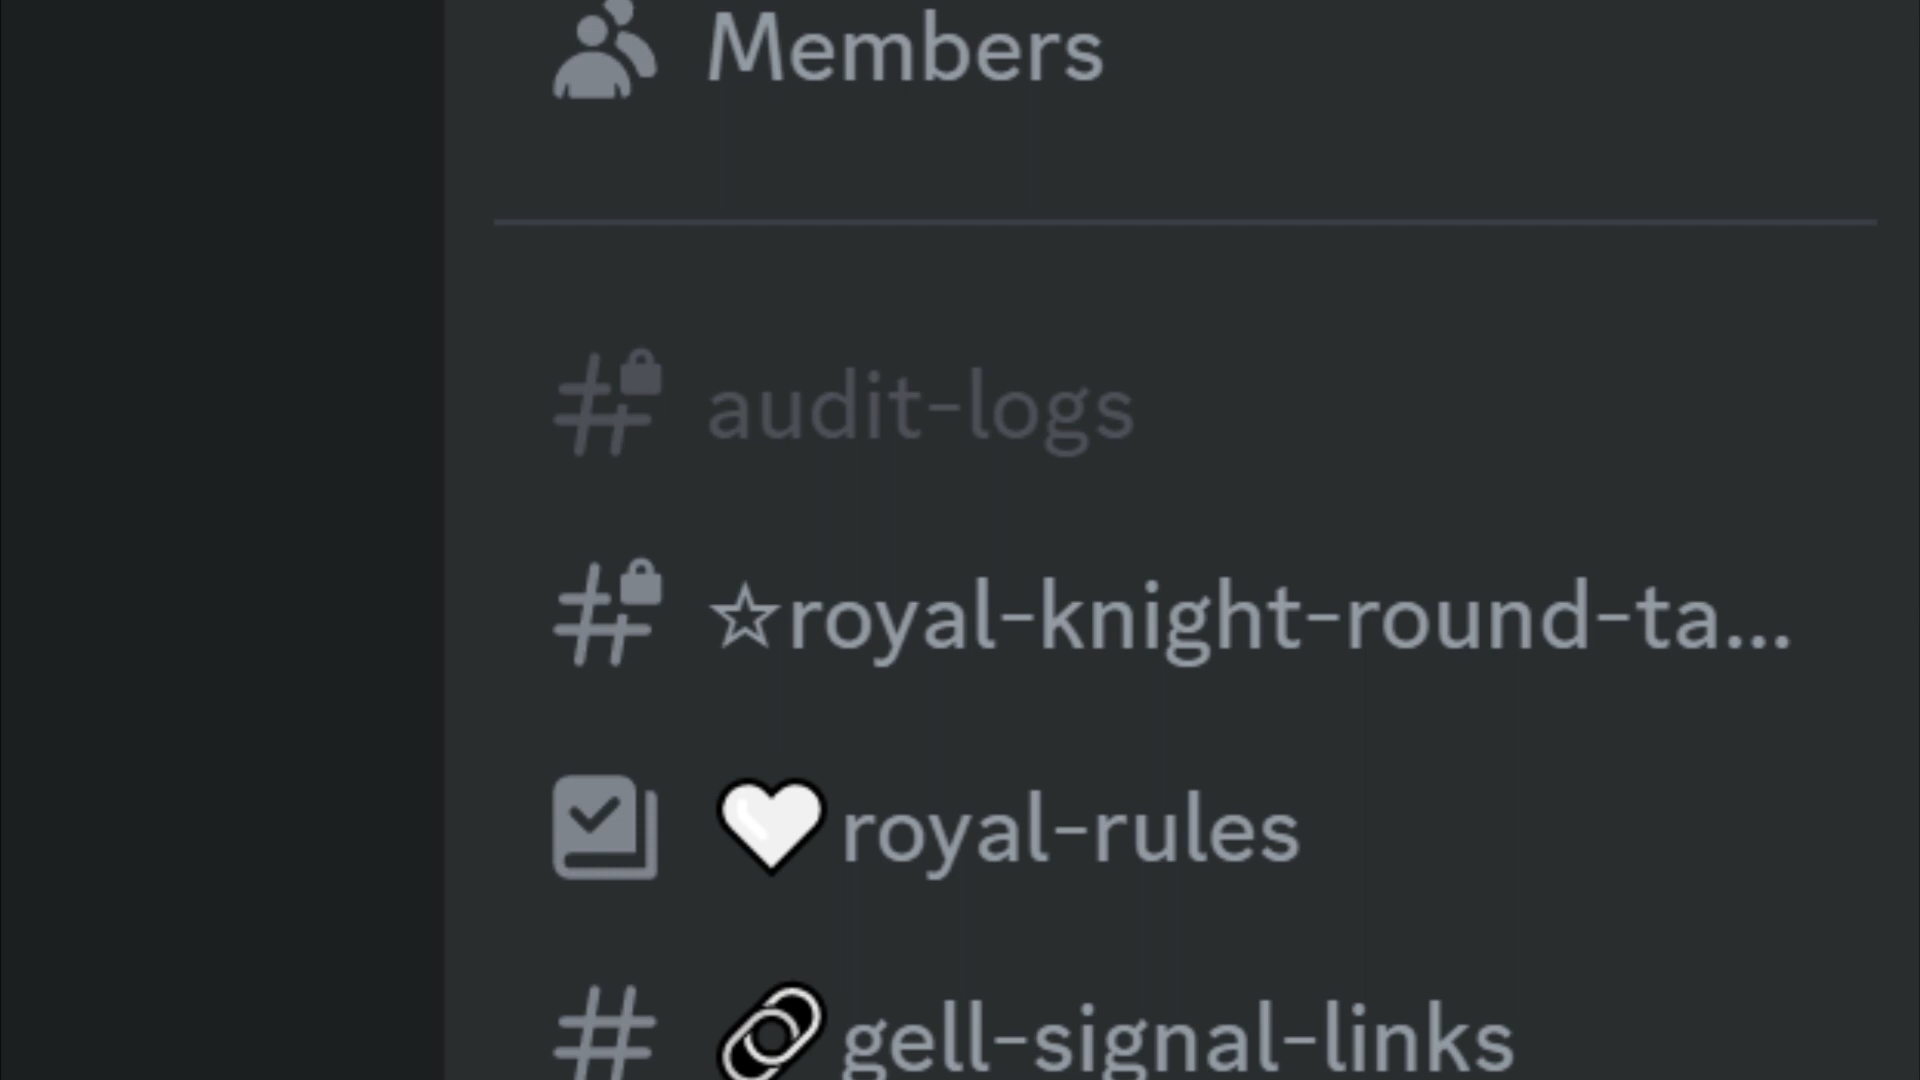 Members
audit-logs
☆royal-knight-round-ta...
🤍royal-rules
🔗gell-signal-links